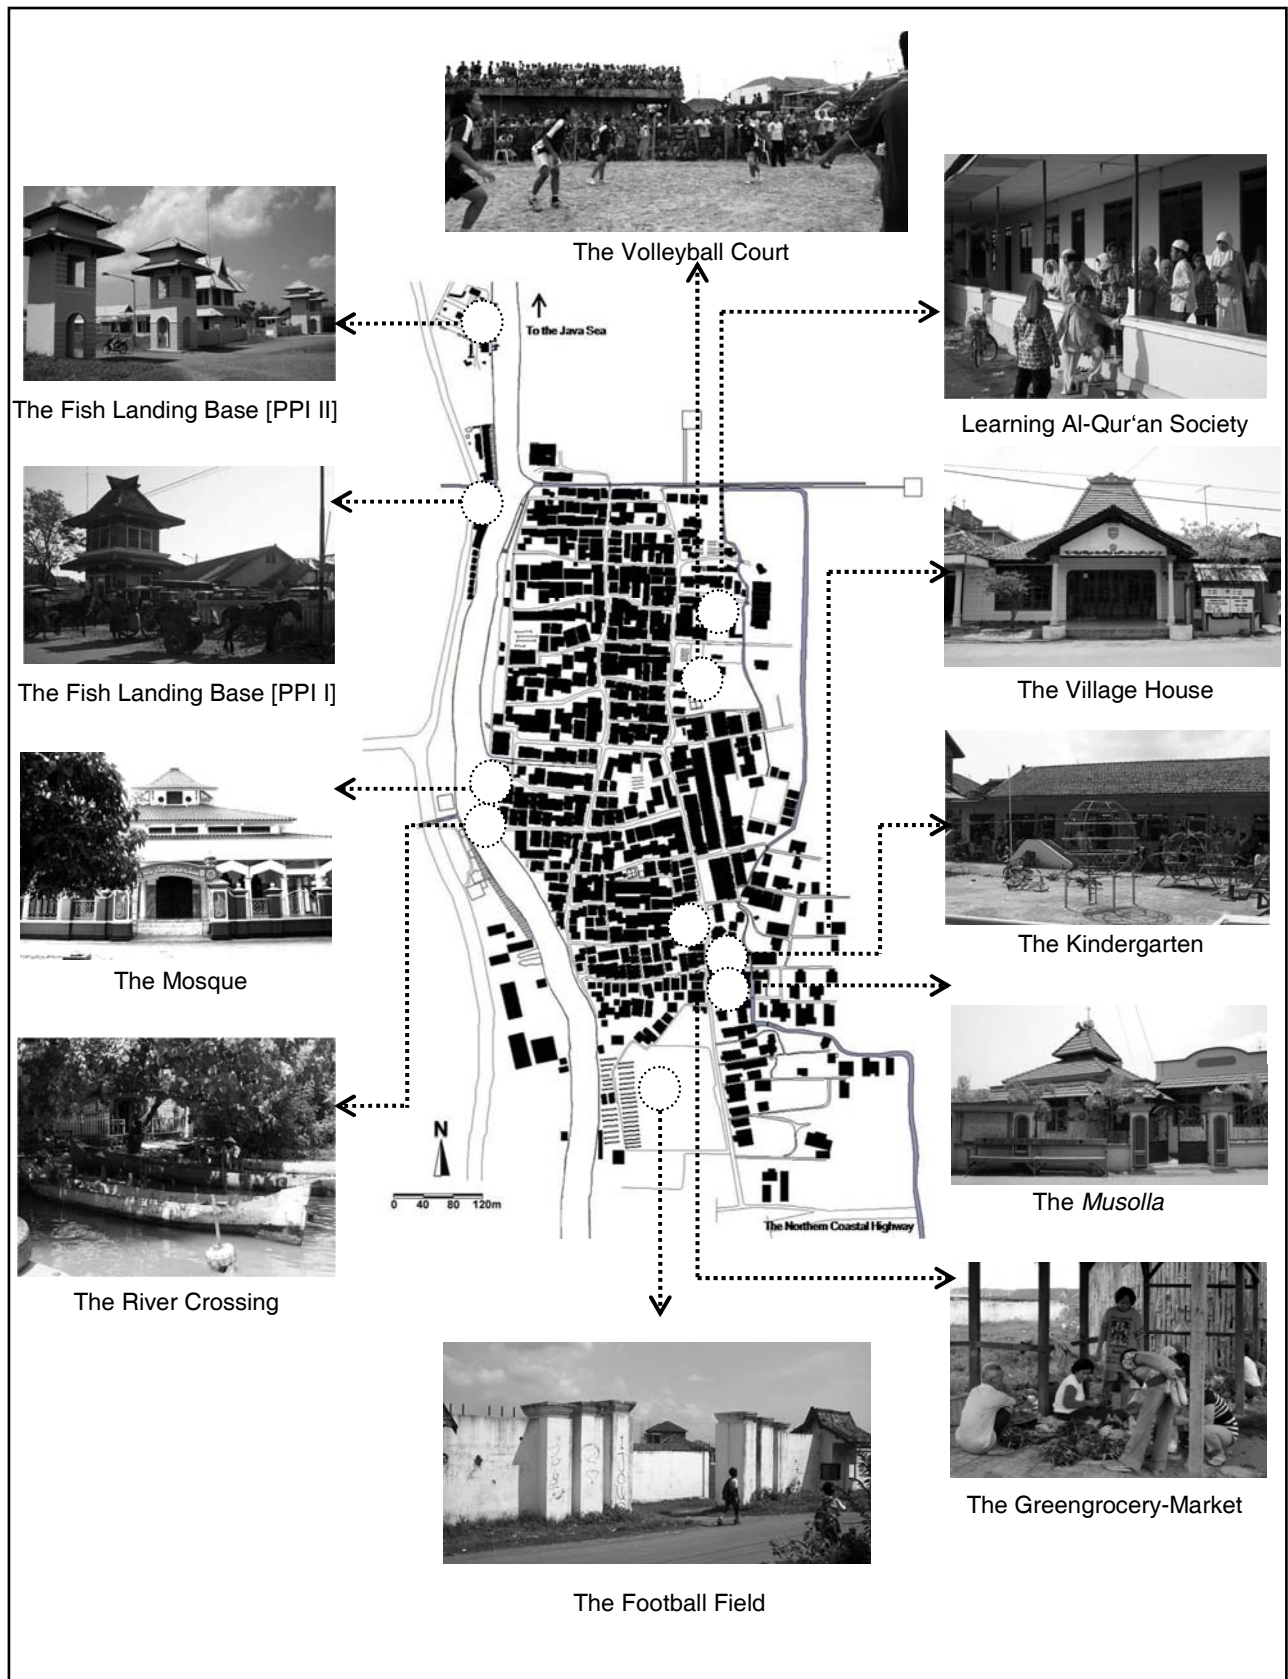 The Volleyball Court
To the Java Sea
The Fish Landing Base [PPI II]
Learning Al-Qur‘an Society
The Fish Landing Base [PPI I]
The Village House
The Mosque
The Kindergarten
N
0 40 80 120m
The Musolla
The Northern Coastal Highway
The River Crossing
The Greengrocery-Market
The Football Field